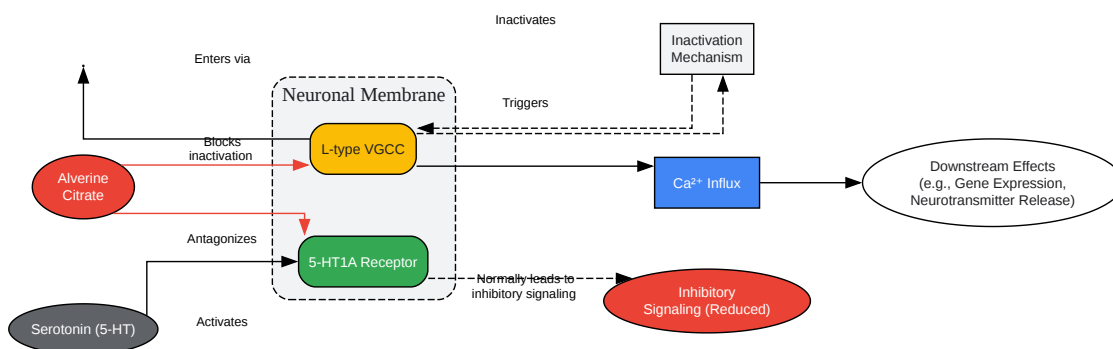 Inactivates
Inactivation
Mechanism
Enters via
Neuronal Membrane
Triggers
Blocks
inactivation
L-type VGCC
Alverine
Citrate
Ca²⁺ Influx
Downstream Effects
(e.g., Gene Expression,
Neurotransmitter Release)
Antagonizes
5-HT1A Receptor
Normally leads to
inhibitory signaling
Inhibitory
Signaling (Reduced)
Serotonin (5-HT)
Activates